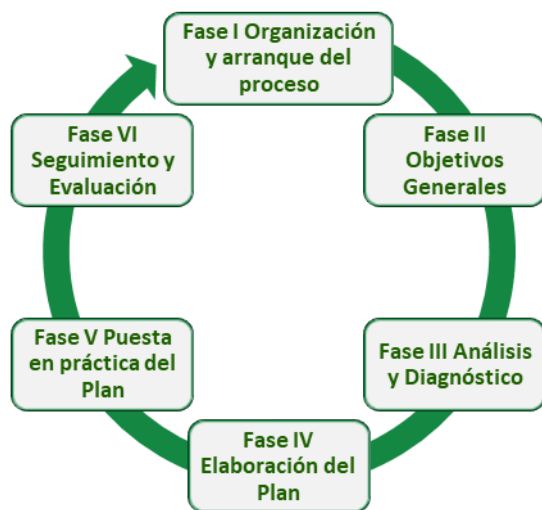 Fase I Organización
y arranque del
proceso
Fase II
Objetivos
Generales
Fase III Análisis
y Diagnóstico
Fase IV
Elaboración del
Plan
Fase V Puesta
en práctica del
Plan
Fase VI
Seguimiento y
Evaluación